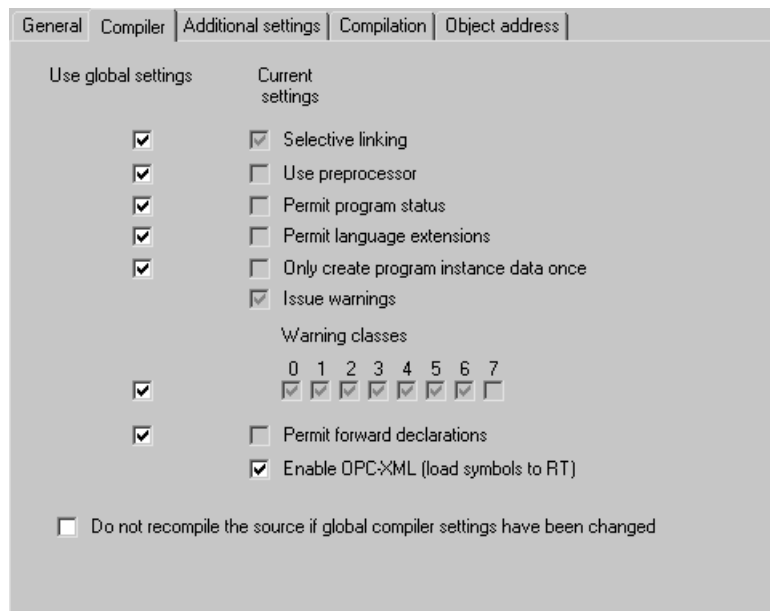 General Compiler Additional settings Compilation Object address
Use global settings Current
settings
Selective linking
Use preprocessor
Permit program status
Permit language extensions
Only create program instance data once
Issue warnings
Warning classes
0 1 2 3 4 5 6 7
Permit forward declarations
Enable OPC-XML (load symbols to RT)
Do not recompile the source if global compiler settings have been changed